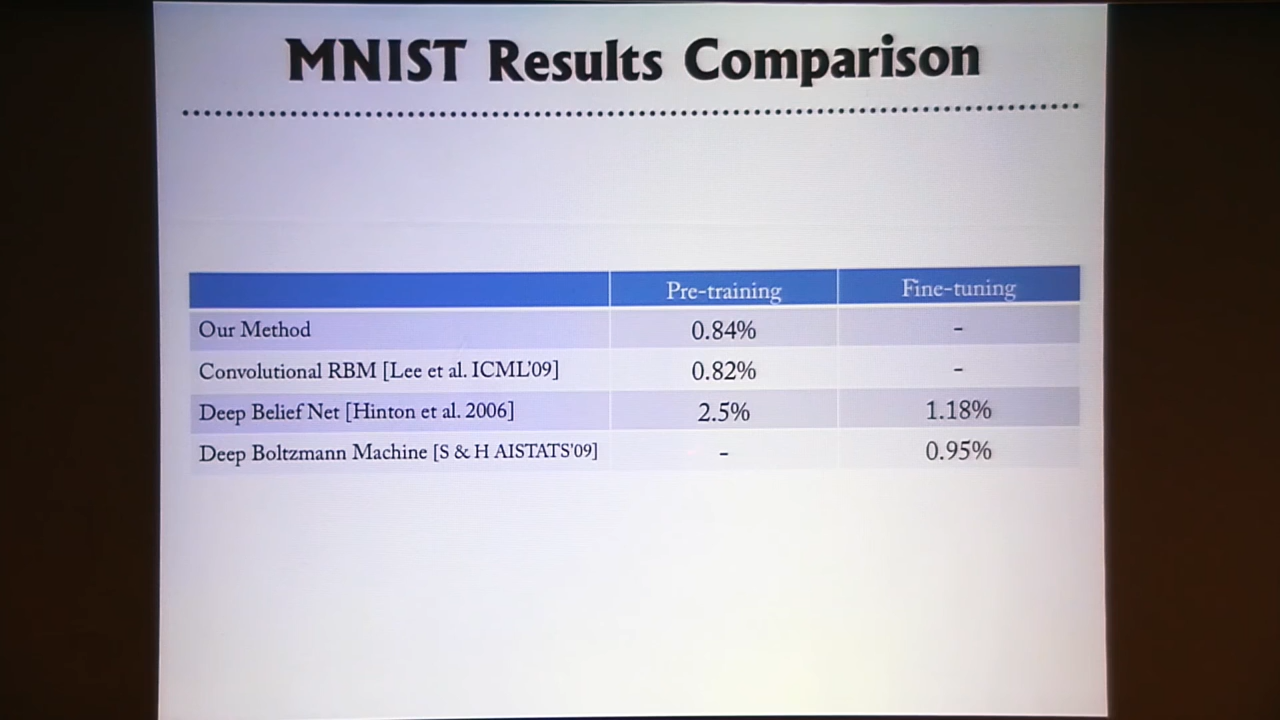 MNIST Results Comparison
Pre-training Fine-tuning
Our Method 0.84% -
Convolutional RBM [Lee et al. ICML'09] 0.82% -
Deep Belief Net [Hinton et al. 2006] 2.5% 1.18%
Deep Boltzmann Machine [S & H AISTATS'09] - 0.95%